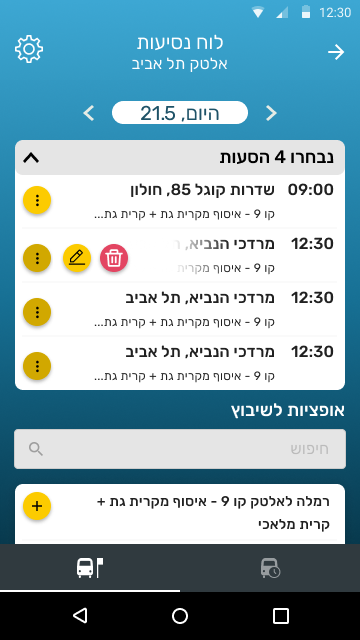 12:30
לוח נסיעות
אלטק תל אביב
היום, 21.5
נבחרו 4 הסעות
09:00 שדרות קוגל 85, חולון
קו 9 - איסוף מקרית גת + קרית גת...
12:30 מרדכי הנביא, ת
קו 9 - איסוף מקרית גת
12:30 מרדכי הנביא, תל אביב
קו 9 - איסוף מקרית גת + קרית גת...
12:30 מרדכי הנביא, תל אביב
קו 9 - איסוף מקרית גת + קרית גת...
אופציות לשיבוץ
חיפוש
רמלה לאלטק קו 9 - איסוף מקרית גת +
קרית מלאכי